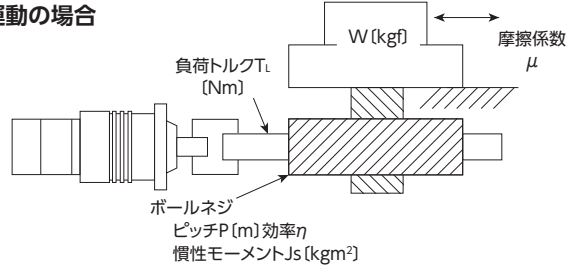 運動の場合
W〔kgf〕
摩擦係数
μ
負荷トルクTL
〔Nm〕
ボールネジ
ピッチP〔m〕効率η
慣性モーメントJs〔kgm²〕